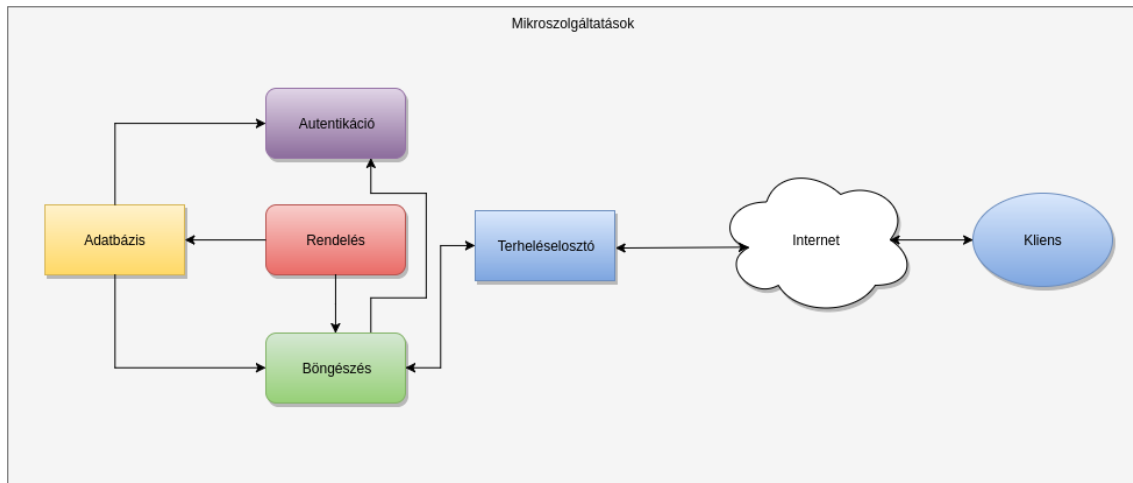 Mikroszolgáltatások
Autentikáció
Adatbázis
Rendelés
Terheléselosztó
Internet
Kliens
Böngészés